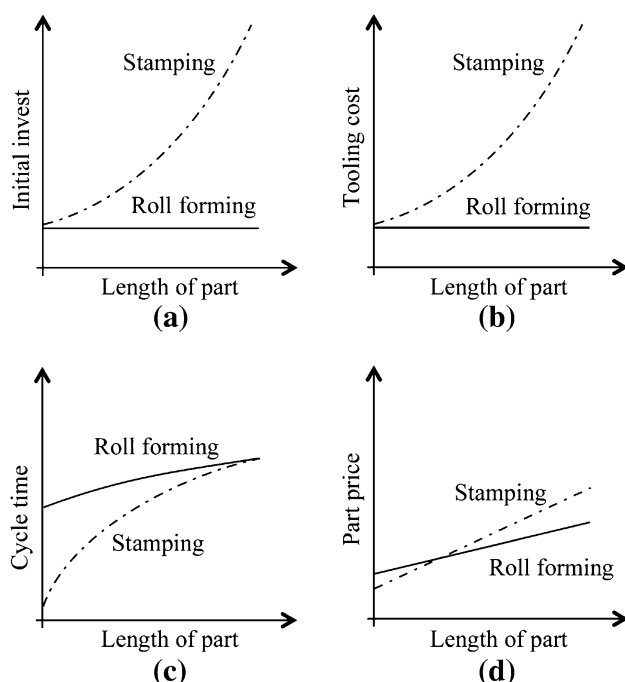 Initial invest
Stamping
Roll forming
Length of part
(a)
Tooling cost
Stamping
Roll forming
Length of part
(b)
Cycle time
Roll forming
Stamping
Length of part
(c)
Part price
Stamping
Roll forming
Length of part
(d)